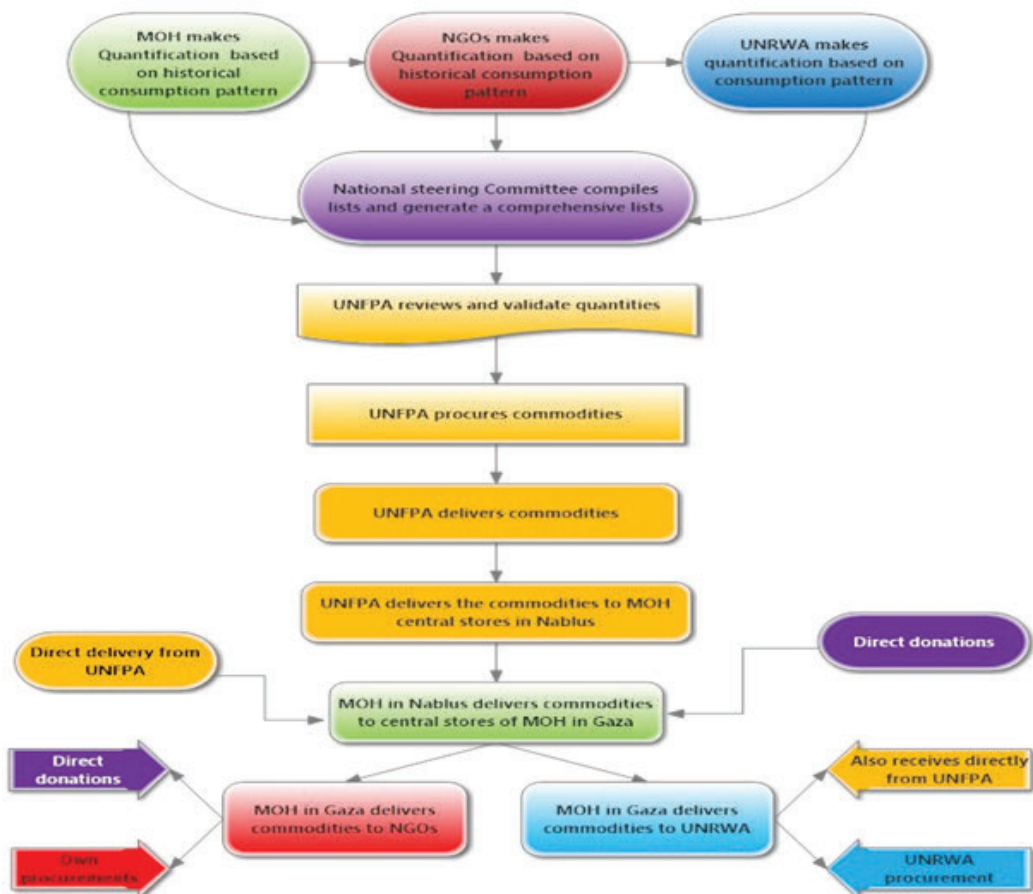 MOH makes
Quantification based
on historical
consumption pattern
NGOs makes
Quantification based on
historical consumption
pattern
UNRWA makes
quantification based on
consumption pattern
National steering Committee compiles
lists and generate a comprehensive lists
UNFPA reviews and validate quantities
UNFPA procures commodities
UNFPA delivers commodities
UNFPA delivers the commodities to MOH
central stores in Nablus
Direct delivery from
UNFPA
Direct donations
MOH in Nablus delivers commodities
to central stores of MOH in Gaza
Direct
donations
Also receives directly
from UNFPA
MOH in Gaza delivers
commodities to NGOs
MOH in Gaza delivers
commodities to UNRWA
Own
procurements
UNRWA
procurement